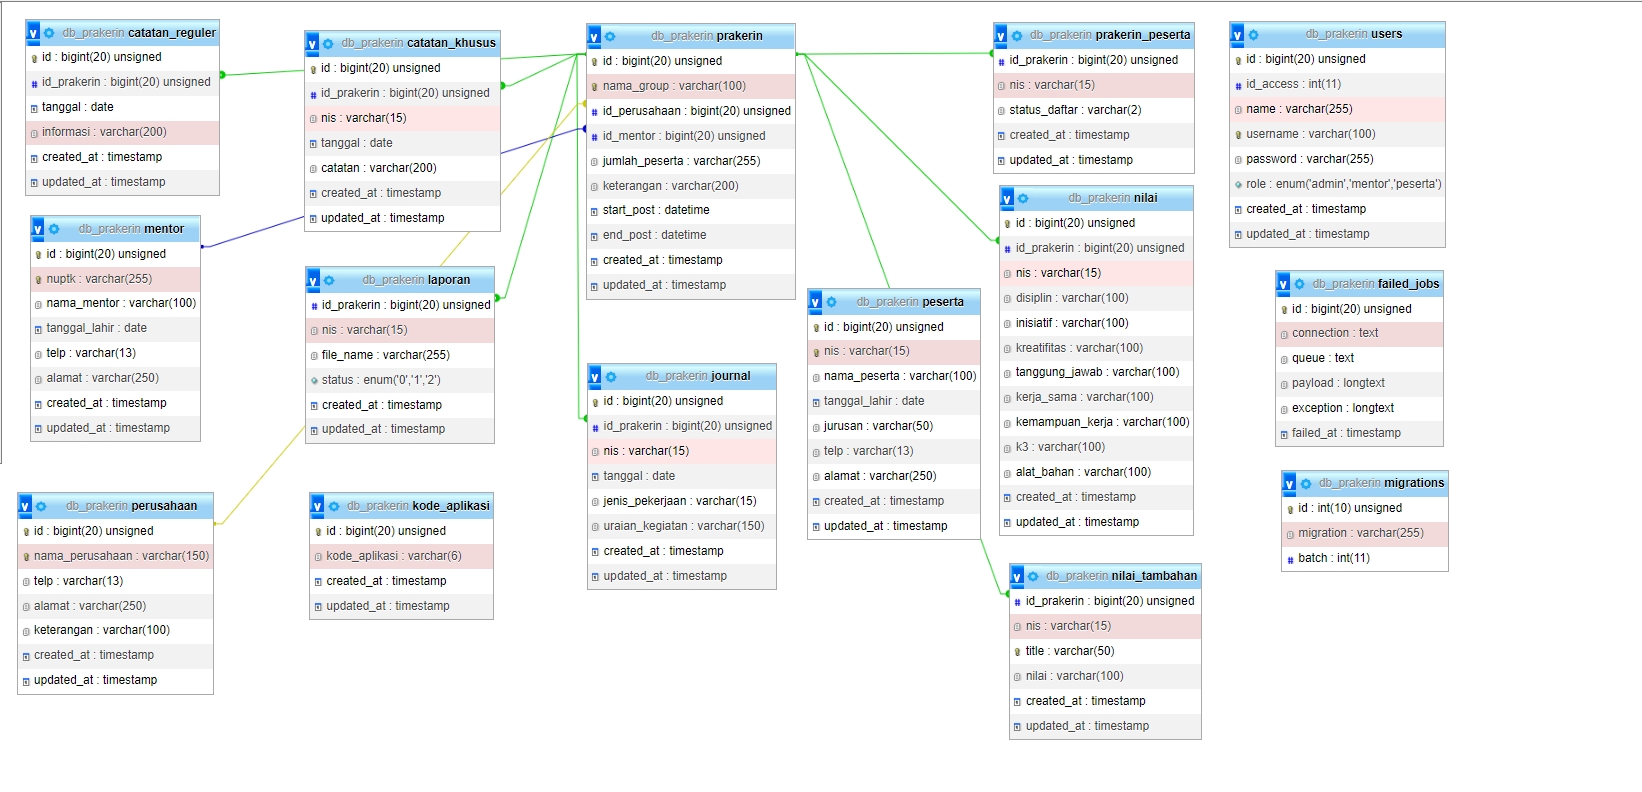 db_prakerin catatan_reguler
id : bigint(20) unsigned
id_prakerin : bigint(20) unsigned
tanggal : date
informasi : varchar(200)
created_at : timestamp
updated_at : timestamp
db_prakerin catatan_khusus
id : bigint(20) unsigned
id_prakerin : bigint(20) unsigned
nis : varchar(15)
tanggal : date
catatan : varchar(200)
created_at : timestamp
updated_at : timestamp
db_prakerin prakerin
id : bigint(20) unsigned
nama_group : varchar(100)
id_perusahaan : bigint(20) unsigned
id_mentor : bigint(20) unsigned
jumlah_peserta : varchar(255)
keterangan : varchar(200)
start_post : datetime
end_post : datetime
created_at : timestamp
updated_at : timestamp
db_prakerin prakerin_peserta
id_prakerin : bigint(20) unsigned
nis : varchar(15)
status_daftar : varchar(2)
created_at : timestamp
updated_at : timestamp
db_prakerin users
id : bigint(20) unsigned
id_access : int(11)
name : varchar(255)
username : varchar(100)
password : varchar(255)
role : enum('admin','mentor','peserta')
created_at : timestamp
updated_at : timestamp
db_prakerin mentor
id : bigint(20) unsigned
nuptk : varchar(255)
nama_mentor : varchar(100)
tanggal_lahir : date
telp : varchar(13)
alamat : varchar(250)
created_at : timestamp
updated_at : timestamp
db_prakerin laporan
id_prakerin : bigint(20) unsigned
nis : varchar(15)
file_name : varchar(255)
status : enum('0','1','2')
created_at : timestamp
updated_at : timestamp
db_prakerin journal
id : bigint(20) unsigned
id_prakerin : bigint(20) unsigned
nis : varchar(15)
tanggal : date
jenis_pekerjaan : varchar(15)
uraian_kegiatan : varchar(150)
created_at : timestamp
updated_at : timestamp
db_prakerin peserta
id : bigint(20) unsigned
nis : varchar(15)
nama_peserta : varchar(100)
tanggal_lahir : date
jurusan : varchar(50)
telp : varchar(13)
alamat : varchar(250)
created_at : timestamp
updated_at : timestamp
db_prakerin nilai
id : bigint(20) unsigned
id_prakerin : bigint(20) unsigned
nis : varchar(15)
disiplin : varchar(100)
inisiatif : varchar(100)
kreatifitas : varchar(100)
tanggung_jawab : varchar(100)
kerja_sama : varchar(100)
kemampuan_kerja : varchar(100)
k3 : varchar(100)
alat_bahan : varchar(100)
created_at : timestamp
updated_at : timestamp
db_prakerin failed_jobs
id : bigint(20) unsigned
connection : text
queue : text
payload : longtext
exception : longtext
failed_at : timestamp
db_prakerin perusahaan
id : bigint(20) unsigned
nama_perusahaan : varchar(150)
telp : varchar(13)
alamat : varchar(250)
keterangan : varchar(100)
created_at : timestamp
updated_at : timestamp
db_prakerin kode_aplikasi
id : bigint(20) unsigned
kode_aplikasi : varchar(6)
created_at : timestamp
updated_at : timestamp
db_prakerin nilai_tambahan
id_prakerin : bigint(20) unsigned
nis : varchar(15)
title : varchar(50)
nilai : varchar(100)
created_at : timestamp
updated_at : timestamp
db_prakerin migrations
id : int(10) unsigned
migration : varchar(255)
batch : int(11)